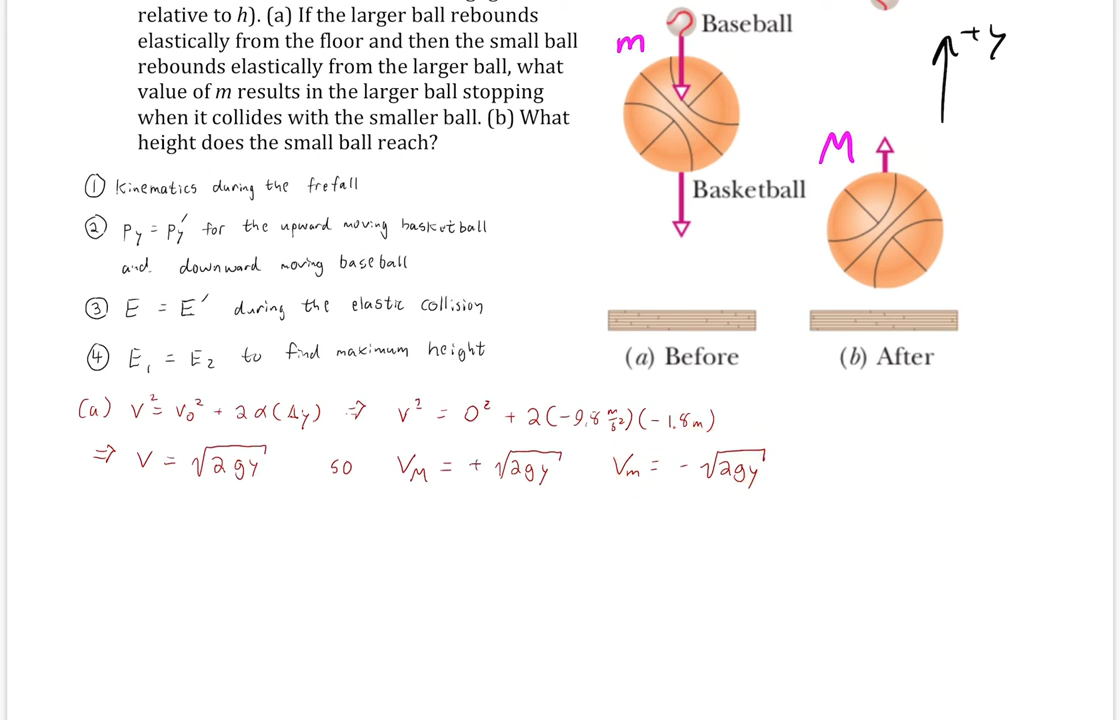 relative to h). (a) If the larger ball rebounds
elastically from the floor and then the small ball
rebounds elastically from the larger ball, what
value of m results in the larger ball stopping
when it collides with the smaller ball. (b) What
height does the small ball reach?
Baseball
m
+y
M
Basketball
(a) Before
(b) After
① Kinematics during the frefall
② Py = Py' for the upward moving basketball
and downward moving baseball
③ E = E' during the elastic collision
④ E₁ = E₂ to find maximum height
(a) v² = v₀² + 2a(Δy) ⇒ v² = 0² + 2(-9.8 m/s²)(-1.8m)
⇒ v = √2gy so VM = + √2gy Vm = - √2gy